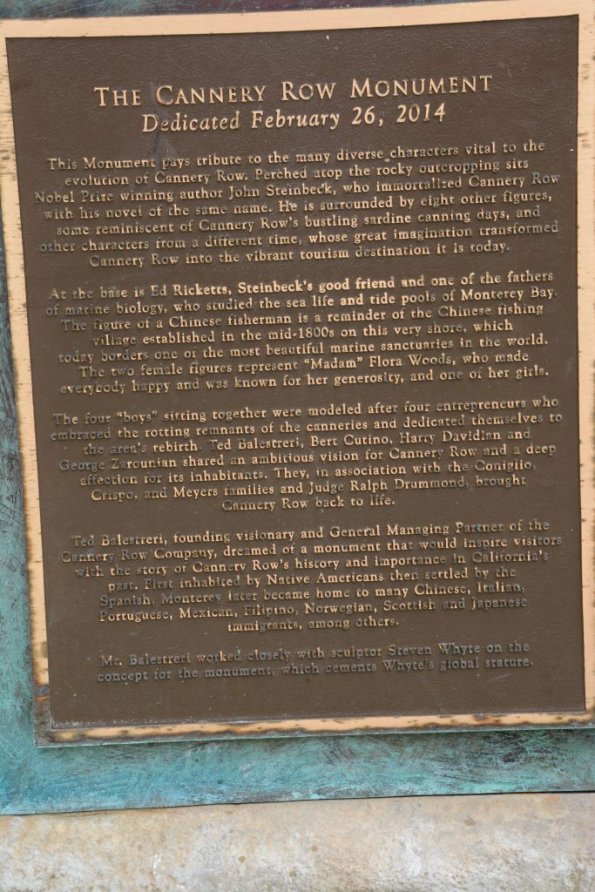 THE CANNERY ROW MONUMENT
Dedicated February 26, 2014
This Monument pays tribute to the many diverse characters vital to the
evolution of Cannery Row. Perched atop the rocky outcropping sits
Nobel Prize winning author John Steinbeck, who immortalized Cannery Row
with his novel of the same name. He is surrounded by eight other figures,
some reminiscent of Cannery Row's bustling sardine canning days, and
other characters from a different time, whose great imagination transformed
Cannery Row into the vibrant tourism destination it is today.
At the base is Ed Ricketts, Steinbeck's good friend and one of the fathers
of marine biology, who studied the sea life and tide pools of Monterey Bay.
The figure of a Chinese fisherman is a reminder of the Chinese fishing
village established in the mid-1800s on this very shore, which
today borders one of the most beautiful marine sanctuaries in the world.
The two female figures represent "Madam" Flora Woods, who made
everybody happy and was known for her generosity, and one of her girls.
The four "boys" sitting together were modeled after four entrepreneurs who
embraced the rotting remnants of the canneries and dedicated themselves to
the area's rebirth. Ted Balestreri, Bert Cutino, Harry Davidian and
George Zarounian shared an ambitious vision for Cannery Row and a deep
affection for its inhabitants. They, in association with the Coniglio,
Crispo, and Meyers families and Judge Ralph Drummond, brought
Cannery Row back to life.
Ted Balestreri, founding visionary and General Managing Partner of the
Cannery Row Company, dreamed of a monument that would inspire visitors
with the story of Cannery Row's history and importance in California's
past. First inhabited by Native Americans then settled by the
Spanish, Monterey later became home to many Chinese, Italian,
Portuguese, Mexican, Filipino, Norwegian, Scottish and Japanese
immigrants, among others.
Mr. Balestreri worked closely with sculptor Steven Whyte on the
concept for the monument, which cements Whyte's global stature.